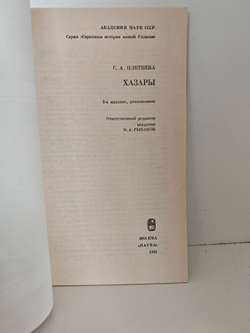 АКАДЕМИЯ НАУК СССР
Серия «Страницы истории нашей Родины»
С. А. ПЛЕТНЕВА
ХАЗАРЫ
2-е издание, дополненное
Ответственный редактор
академик
Б. А. РЫБАКОВ
МОСКВА
«НАУКА»
1986